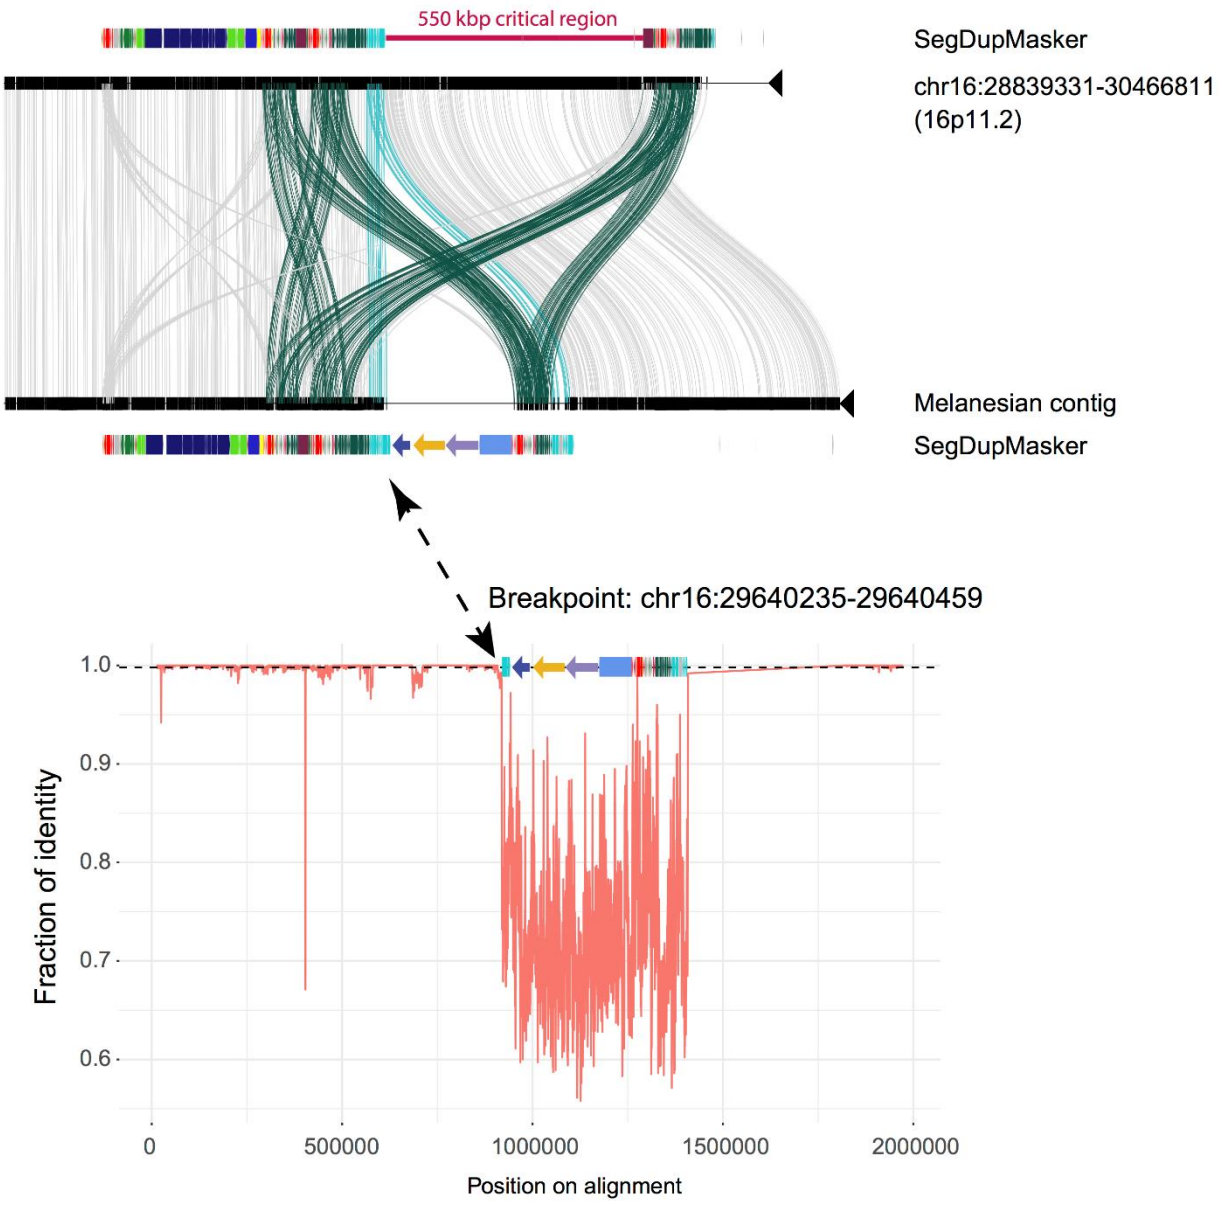 550 kbp critical region
SegDupMasker
chr16:28839331-30466811
(16p11.2)
Melanesian contig
SegDupMasker
Breakpoint: chr16:29640235-29640459
1.0
0.9
0.8
0.7
0.6
Fraction of identity
0 500000 1000000 1500000 2000000
Position on alignment